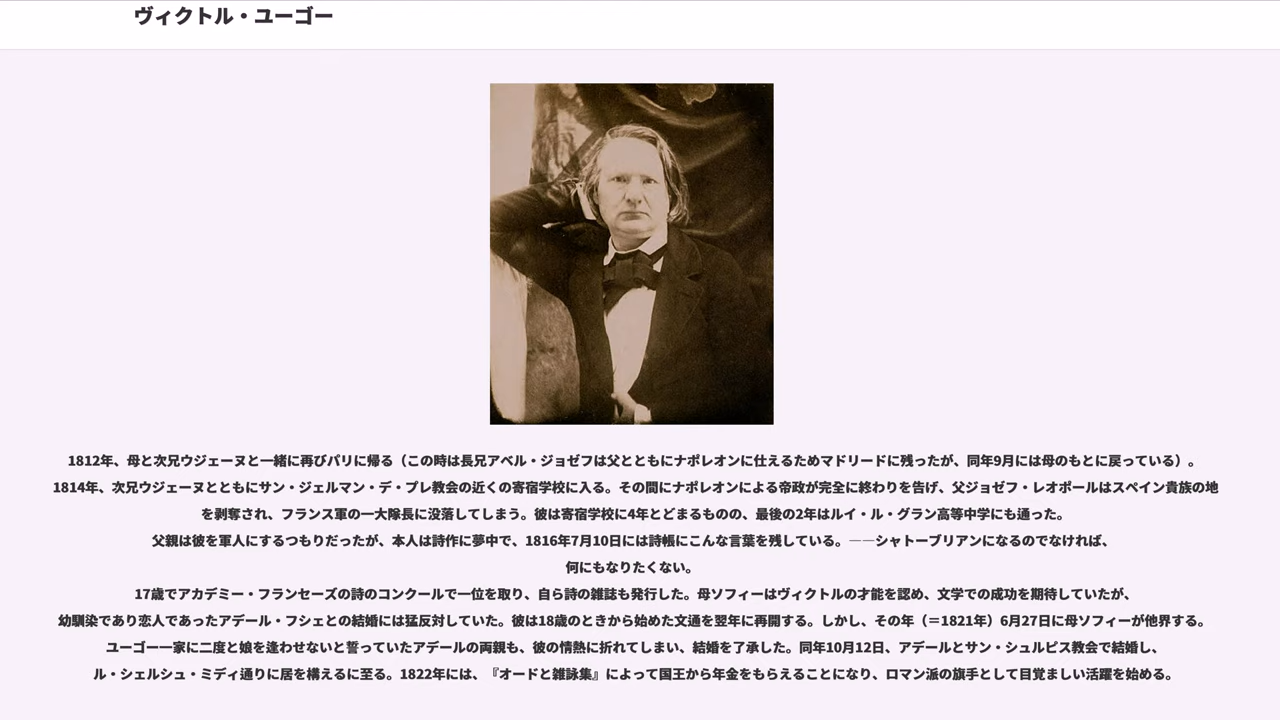 ヴィクトル・ユーゴー
1812年、母と次兄ウジェーヌと一緒に再びパリに帰る（この時は長兄アベル・ジョゼフは父とともにナポレオンに仕えるためマドリードに残ったが、同年9月には母のもとに戻っている）。
1814年、次兄ウジェーヌとともにサン・ジェルマン・デ・プレ教会の近くの寄宿学校に入る。その間にナポレオンによる帝政が完全に終わりを告げ、父ジョゼフ・レオポールはスペイン貴族の地
を剥奪され、フランス軍の一大隊長に没落してしまう。彼は寄宿学校に4年とどまるものの、最後の2年はルイ・ル・グラン高等中学にも通った。
父親は彼を軍人にするつもりだったが、本人は詩作に夢中で、1816年7月10日には詩帳にこんな言葉を残している。――シャトーブリアンになるのでなければ、
何にもなりたくない。
17歳でアカデミー・フランセーズの詩のコンクールで一位を取り、自ら詩の雑誌も発行した。母ソフィーはヴィクトルの才能を認め、文学での成功を期待していたが、
幼馴染であり恋人であったアデール・フシェとの結婚には猛反対していた。彼は18歳のときから始めた文通を翌年に再開する。しかし、その年（＝1821年）6月27日に母ソフィーが他界する。
ユーゴー一家に二度と娘を逢わせないと誓っていたアデールの両親も、彼の情熱に折れてしまい、結婚を了承した。同年10月12日、アデールとサン・シュルピス教会で結婚し、
ル・シェルシュ・ミディ通りに居を構えるに至る。1822年には、『オードと雑詠集』によって国王から年金をもらえることになり、ロマン派の旗手として目覚ましい活躍を始める。